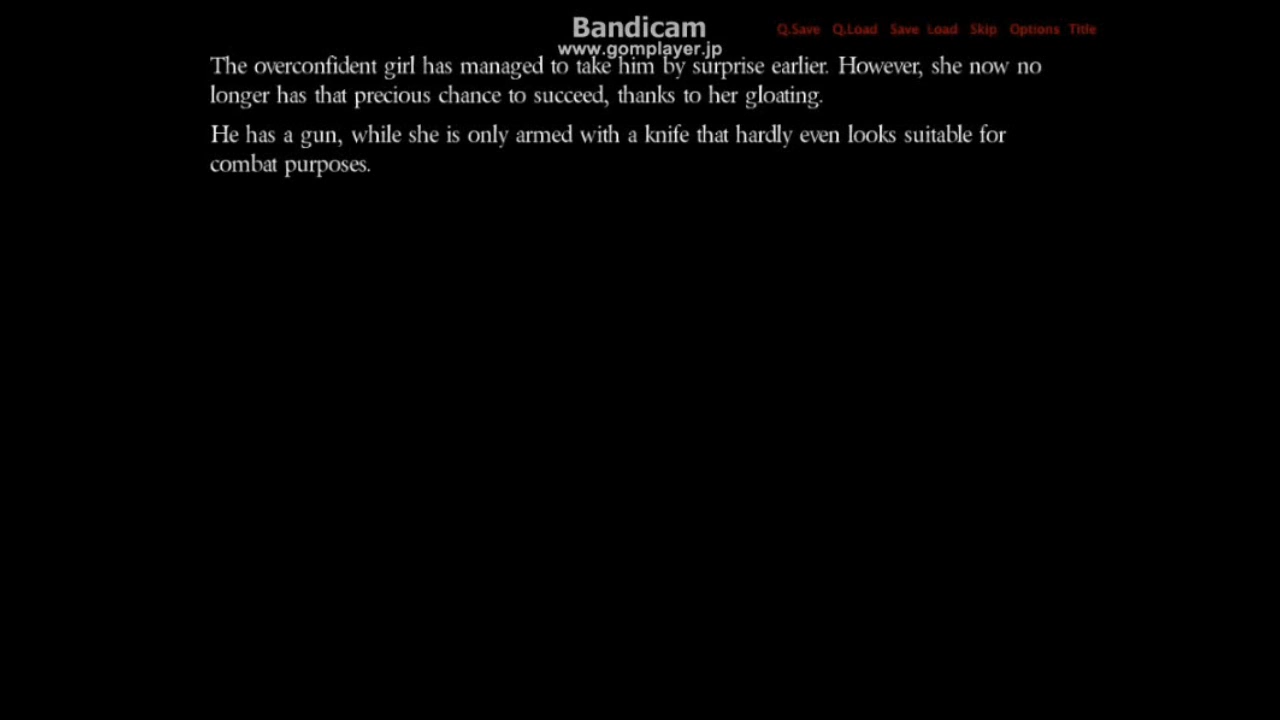 Bandicam
www.gomplayer.jp
Q.Save Q.Load Save Load Skip Options Title
The overconfident girl has managed to take him by surprise earlier. However, she now no
longer has that precious chance to succeed, thanks to her gloating.
He has a gun, while she is only armed with a knife that hardly even looks suitable for
combat purposes.